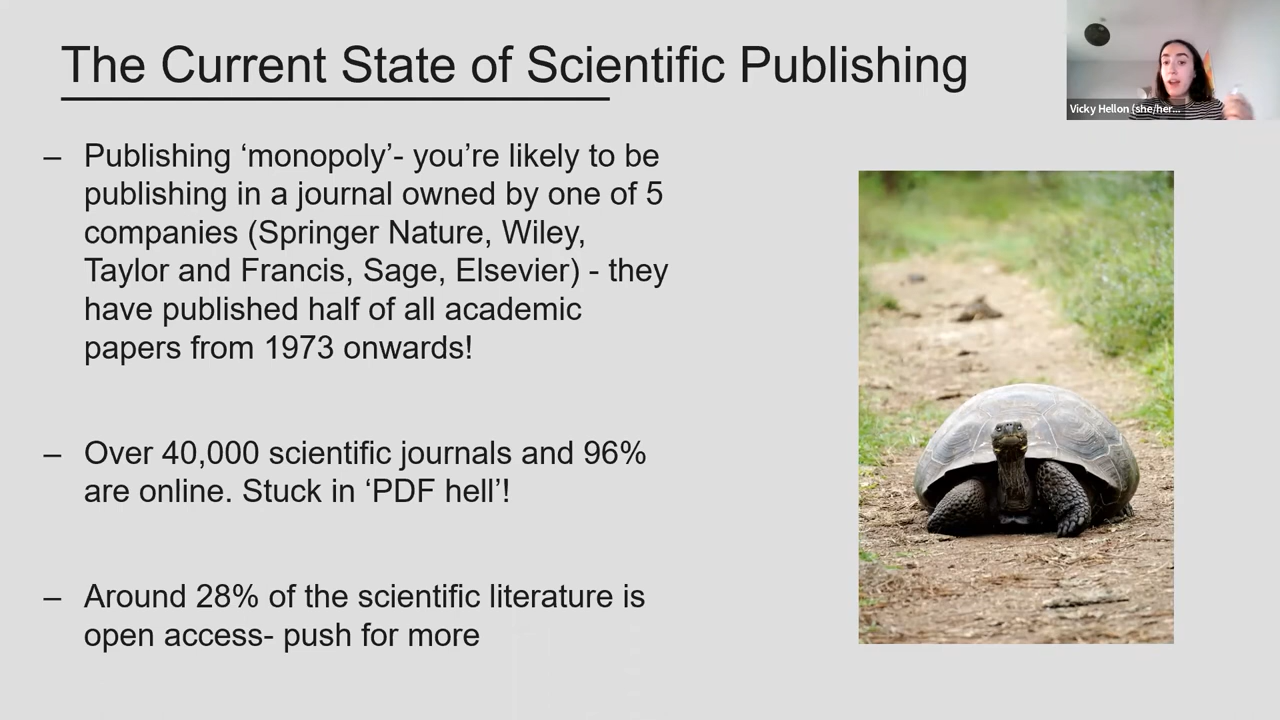 The Current State of Scientific Publishing
Vicky Hellon (she/her...
– Publishing ‘monopoly’- you’re likely to be
publishing in a journal owned by one of 5
companies (Springer Nature, Wiley,
Taylor and Francis, Sage, Elsevier) - they
have published half of all academic
papers from 1973 onwards!
– Over 40,000 scientific journals and 96%
are online. Stuck in ‘PDF hell’!
– Around 28% of the scientific literature is
open access- push for more